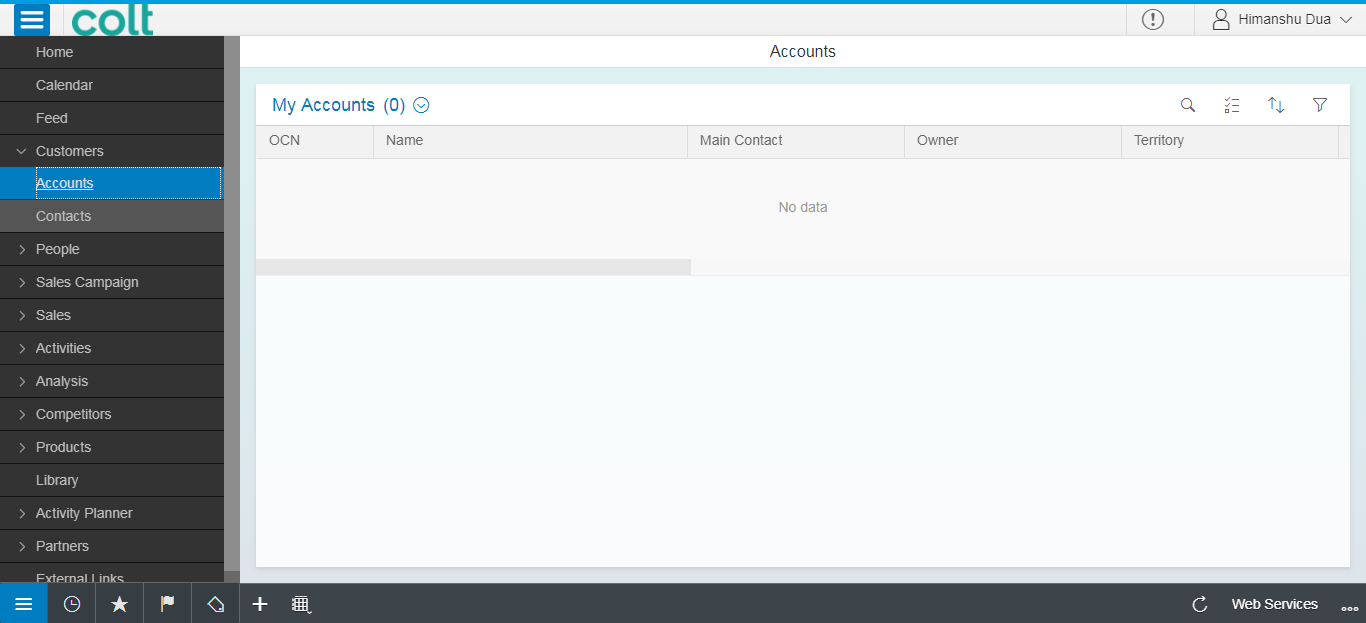 colt
Himanshu Dua
Home
Calendar
Feed
Customers
Accounts
Contacts
People
Sales Campaign
Sales
Activities
Analysis
Competitors
Products
Library
Activity Planner
Partners
External Links
Accounts
My Accounts (0)
OCN Name Main Contact Owner Territory
No data
Web Services